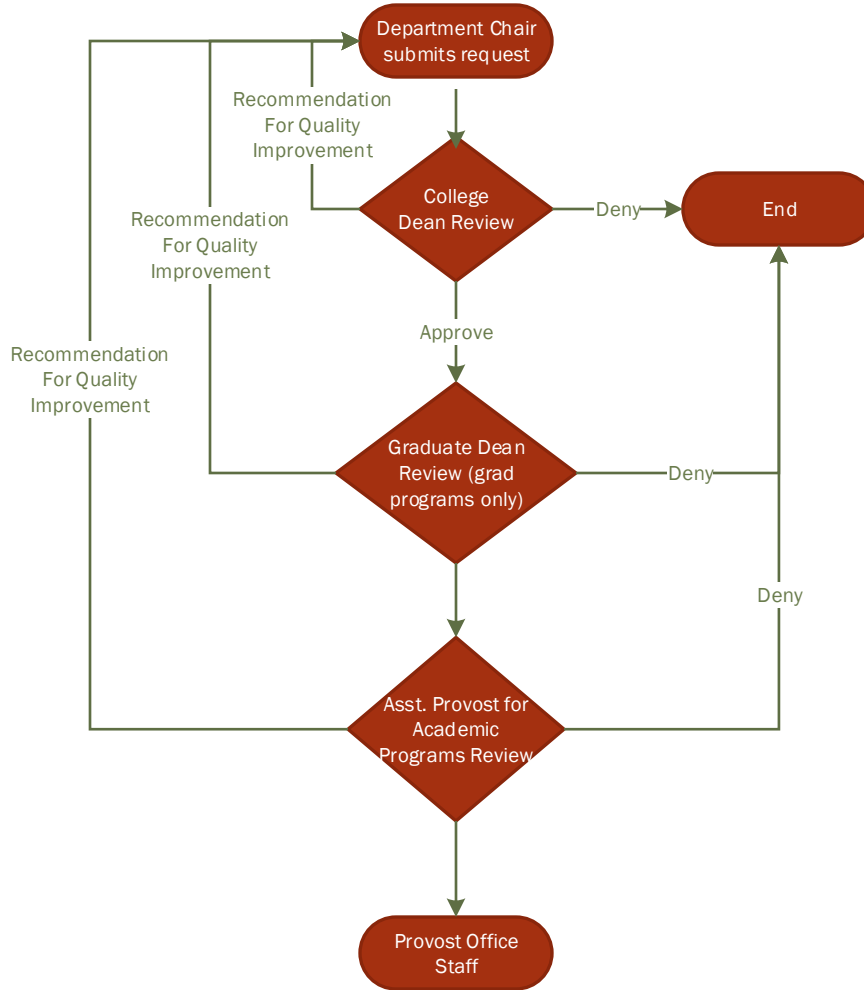 Department Chair
submits request
Recommendation
For Quality
Improvement
College
Dean Review
Deny
End
Recommendation
For Quality
Improvement
Approve
Recommendation
For Quality
Improvement
Graduate Dean
Review (grad
programs only)
Deny
Deny
Asst. Provost for
Academic
Programs Review
Provost Office
Staff